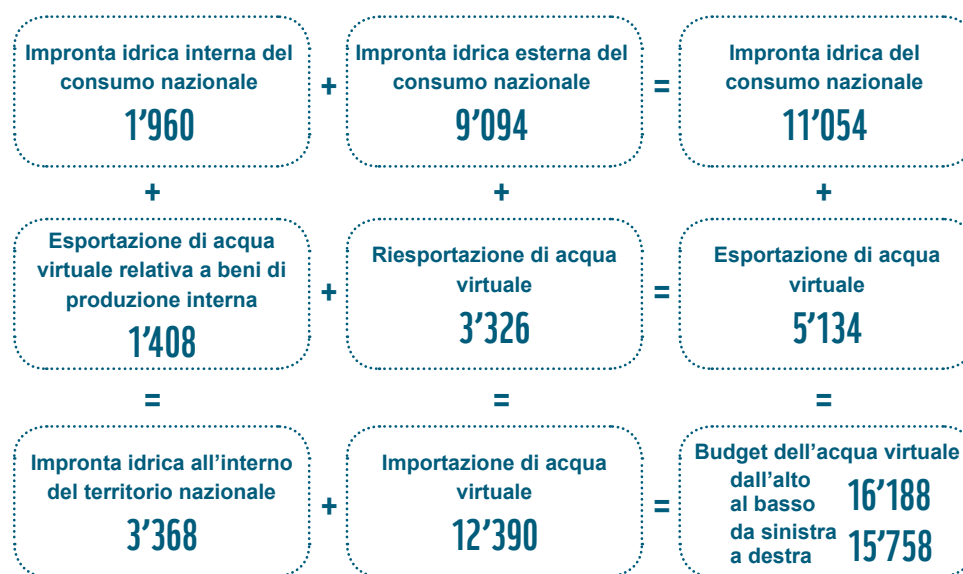 Impronta idrica interna del
consumo nazionale
1’960
+
Impronta idrica esterna del
consumo nazionale
9’094
=
Impronta idrica del
consumo nazionale
11’054
+
+
+
Esportazione di acqua
virtuale relativa a beni di
produzione interna
1’408
+
Riesportazione di acqua
virtuale
3’326
=
Esportazione di acqua
virtuale
5’134
=
=
=
Impronta idrica all’interno
del territorio nazionale
3’368
+
Importazione di acqua
virtuale
12’390
=
Budget dell’acqua virtuale
dall’alto
al basso
16’188
da sinistra
a destra
15’758